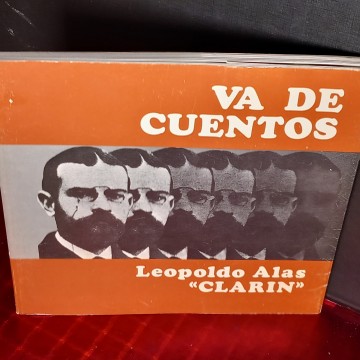 VA DE
CUENTOS
Leopoldo Alas
«CLARIN»